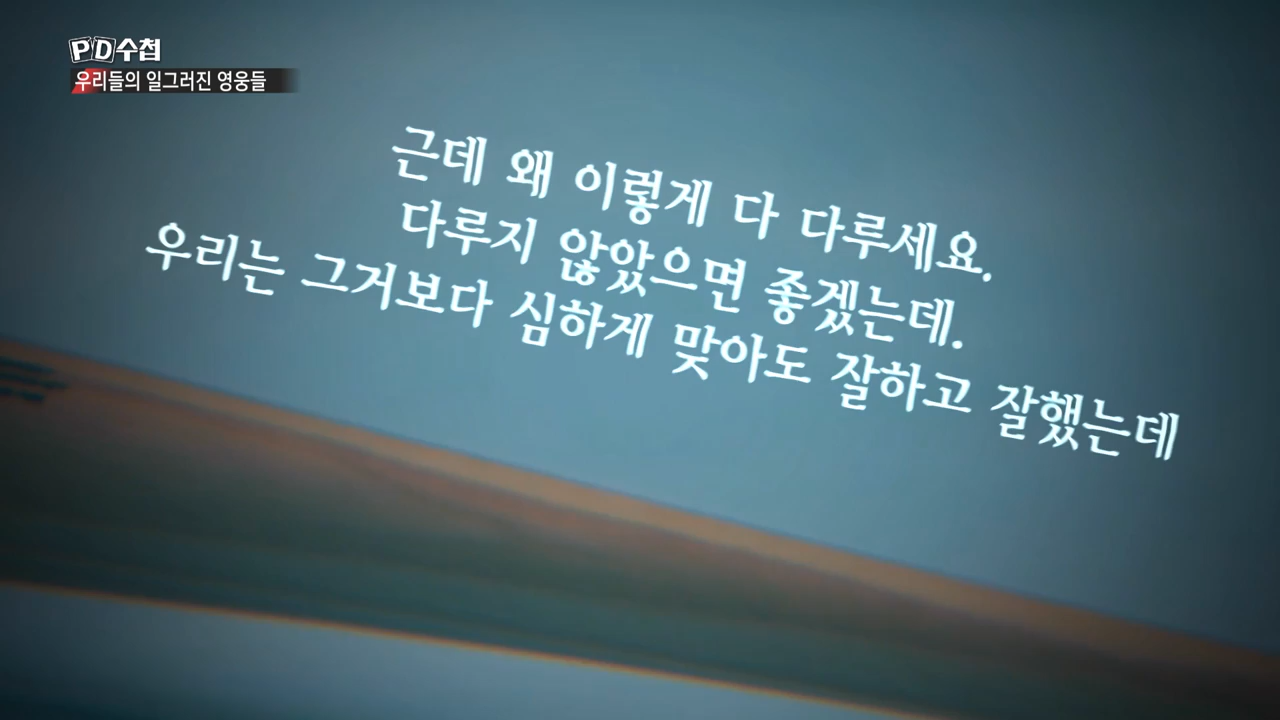 PD수첩
우리들의 일그러진 영웅들
근데 왜 이렇게 다 다루세요.
다루지 않았으면 좋겠는데.
우리는 그거보다 심하게 맞아도 잘하고 잘했는데